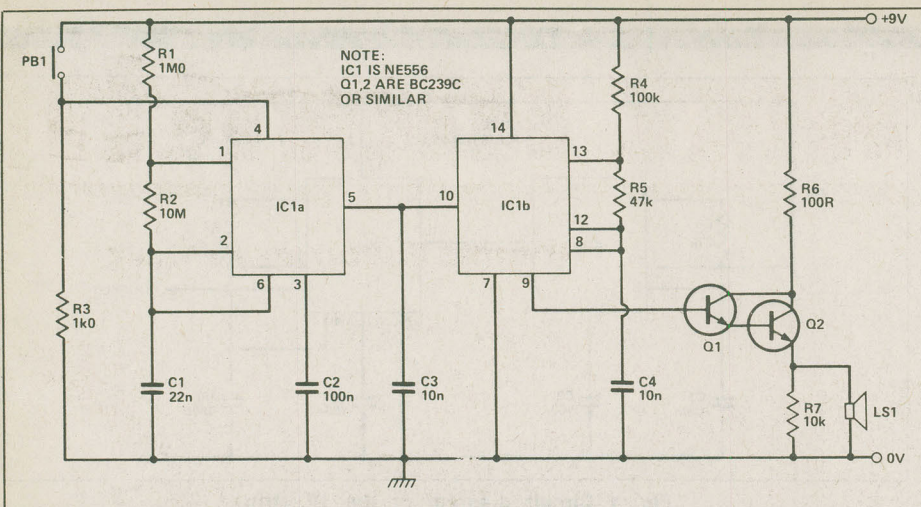 +9V
PB1
R1
1M0
NOTE:
IC1 IS NE556
Q1,2 ARE BC239C
OR SIMILAR
R4
100k
4
14
1
13
R2
10M
IC1a
5
10
IC1b
R5
47k
R6
100R
2
12
8
6
3
7
9
R3
1k0
Q1
Q2
C1
22n
C2
100n
C3
10n
C4
10n
R7
10k
LS1
0V